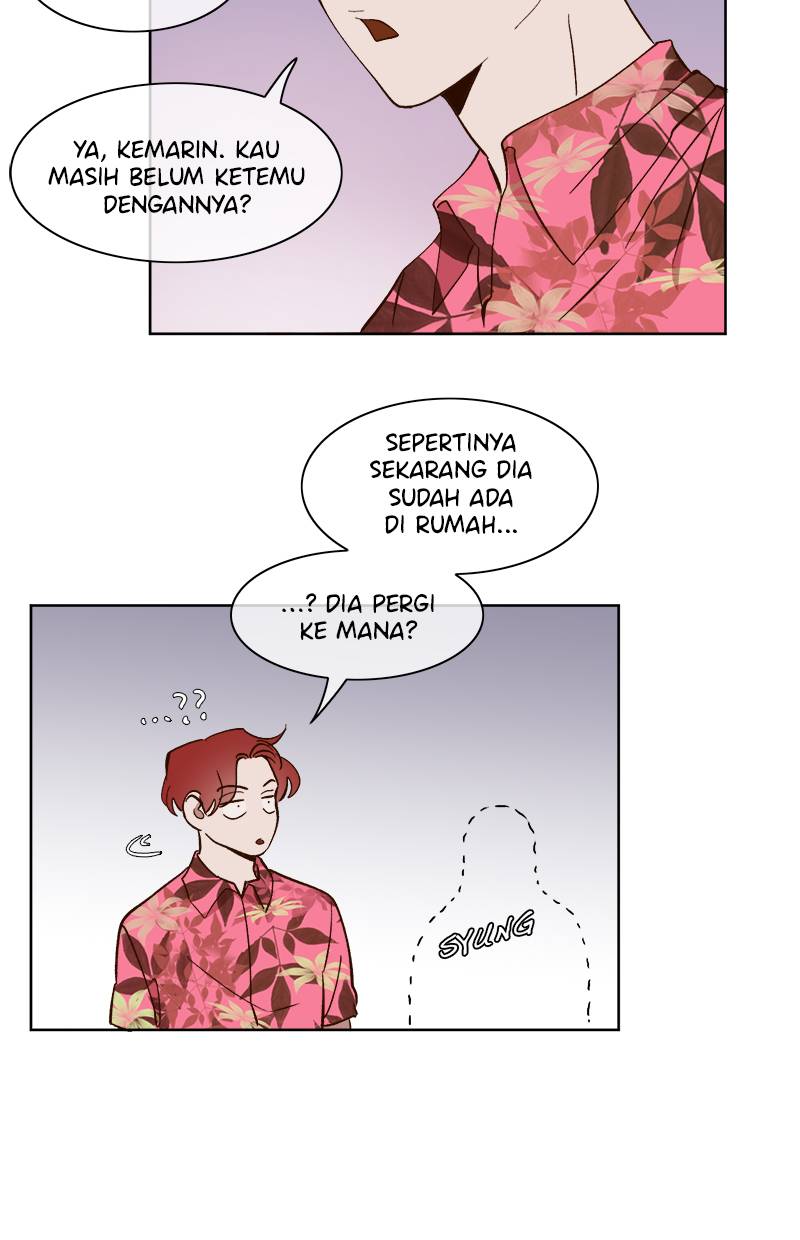 YA, KEMARIN. KAU
MASIH BELUM KETEMU
DENGANNYA?
SEPERTINYA
SEKARANG DIA
SUDAH ADA
DI RUMAH...
...? DIA PERGI
KE MANA?
...??
SYUNG